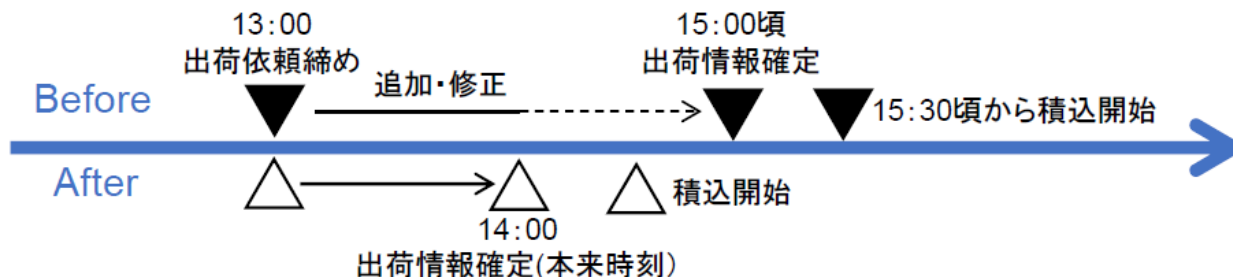 13:00
出荷依頼締め
追加・修正
15:00頃
出荷情報確定
15:30頃から積込開始
Before
After
積込開始
14:00
出荷情報確定(本来時刻)